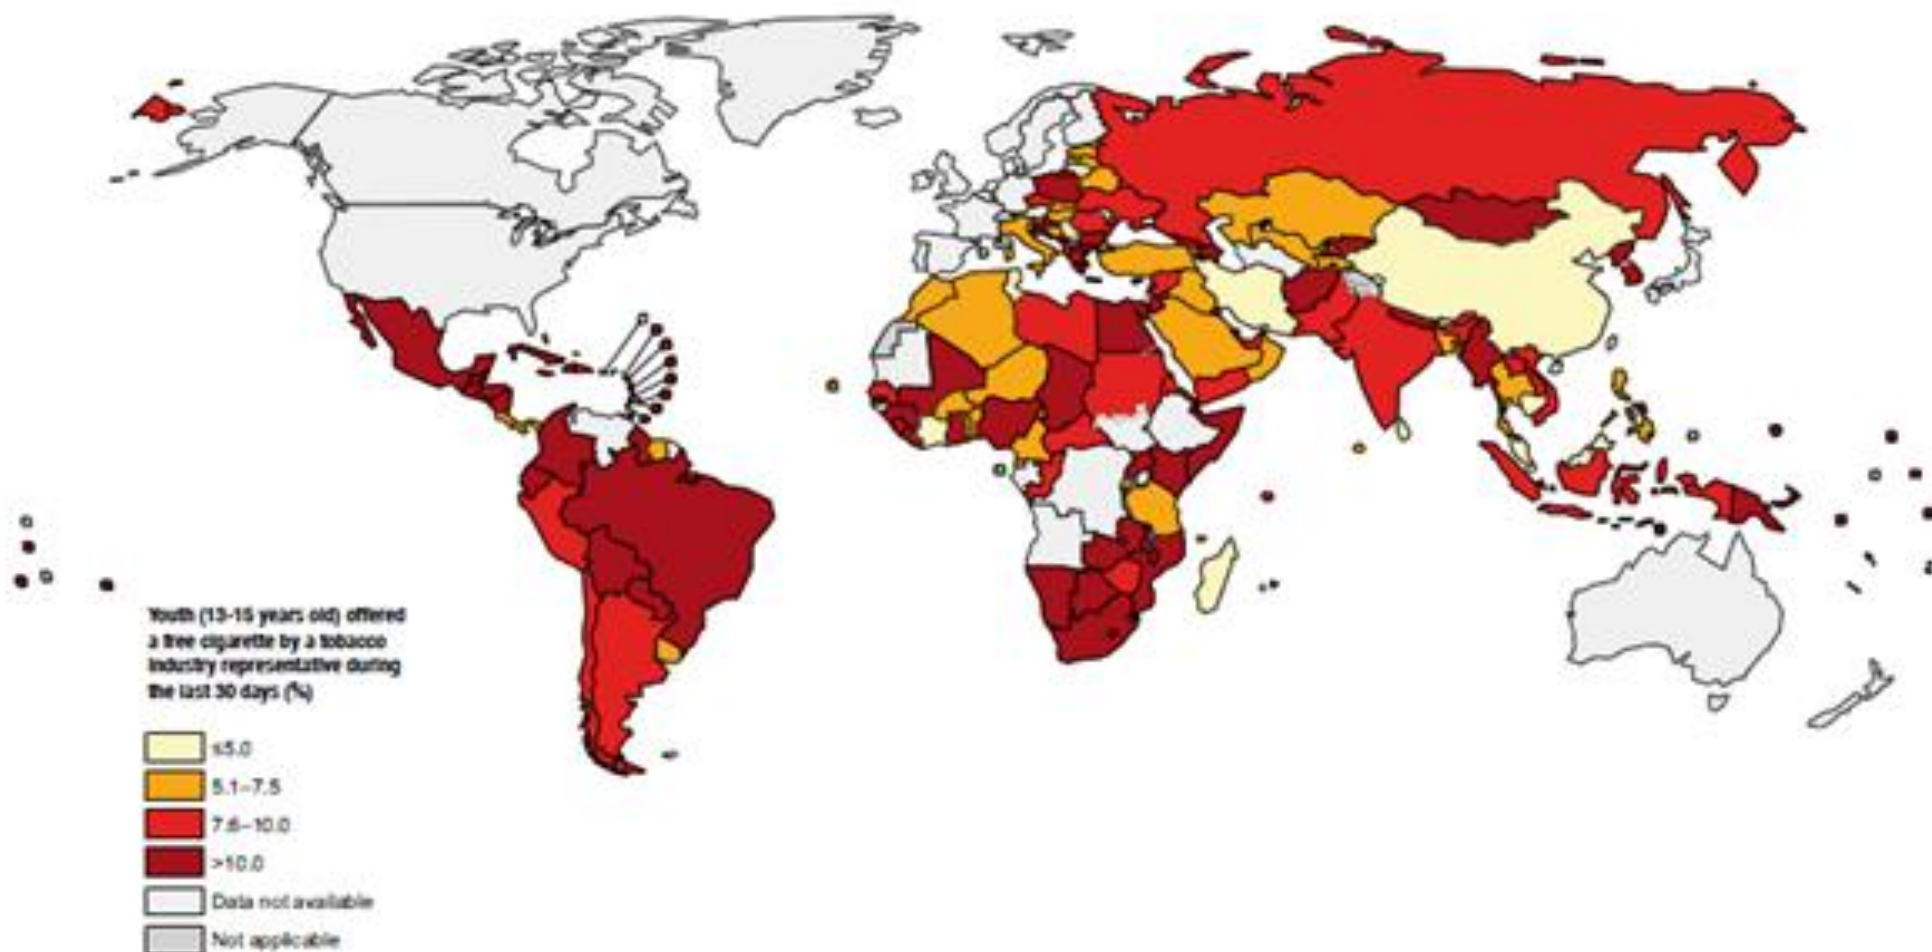 Youth (13-15 years old) offered
a free cigarette by a tobacco
industry representative during
the last 30 days (%)
≤5.0
5.1–7.5
7.6–10.0
>10.0
Data not available
Not applicable